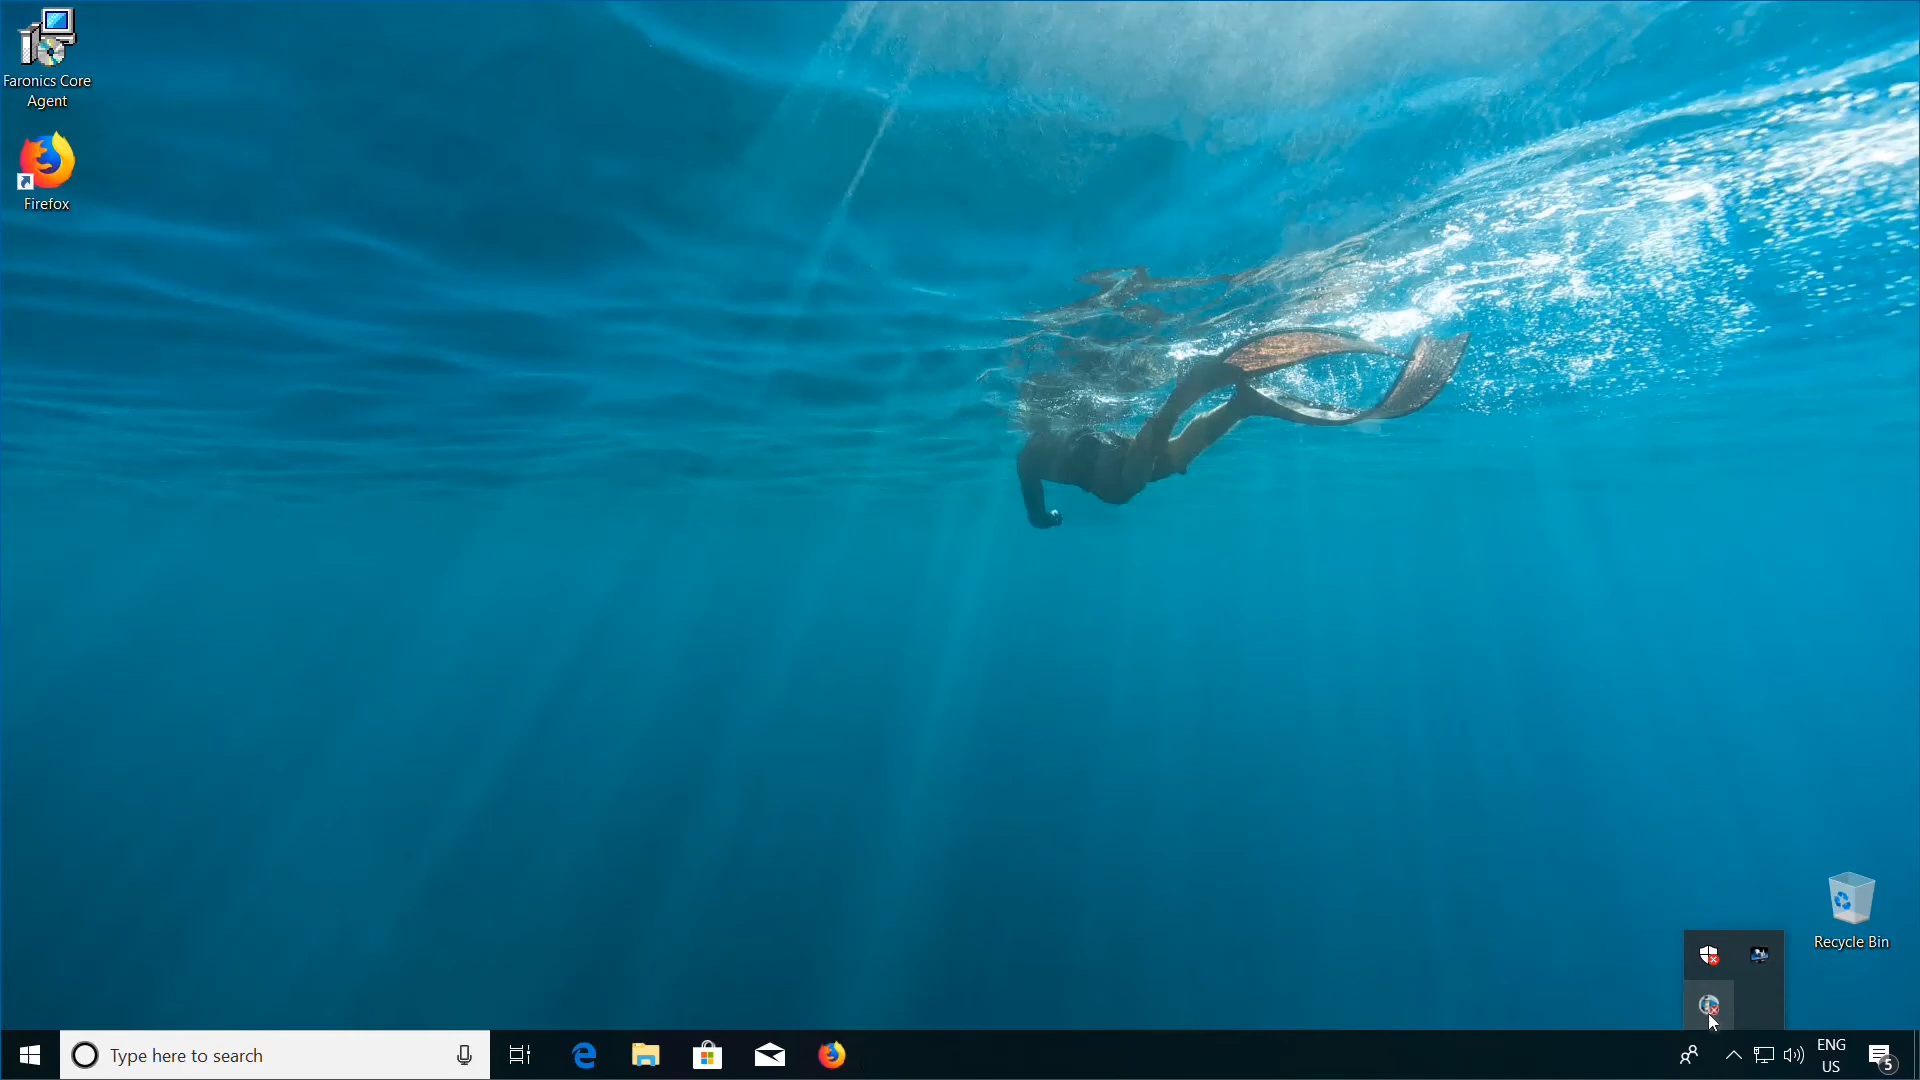 Faronics Core
Agent
Firefox
Recycle Bin
Type here to search
ENG
US
5